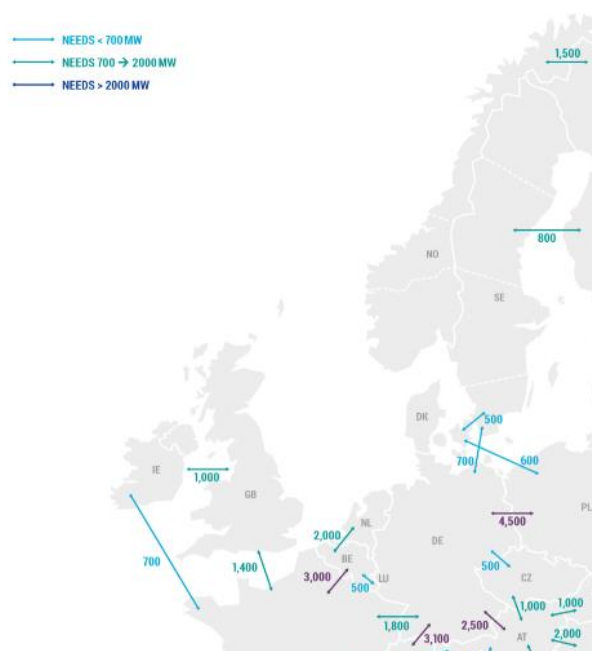 NEEDS < 700 MW
NEEDS 700 → 2000 MW
NEEDS > 2000 MW
1,500
800
NO
SE
DK
500
700
600
IE
1,000
GB
NL
2,000
DE
4,500
PL
BE
700
1,400
3,000
500
LU
500
CZ
1,000
1,000
1,800
3,100
2,500
AT
2,000